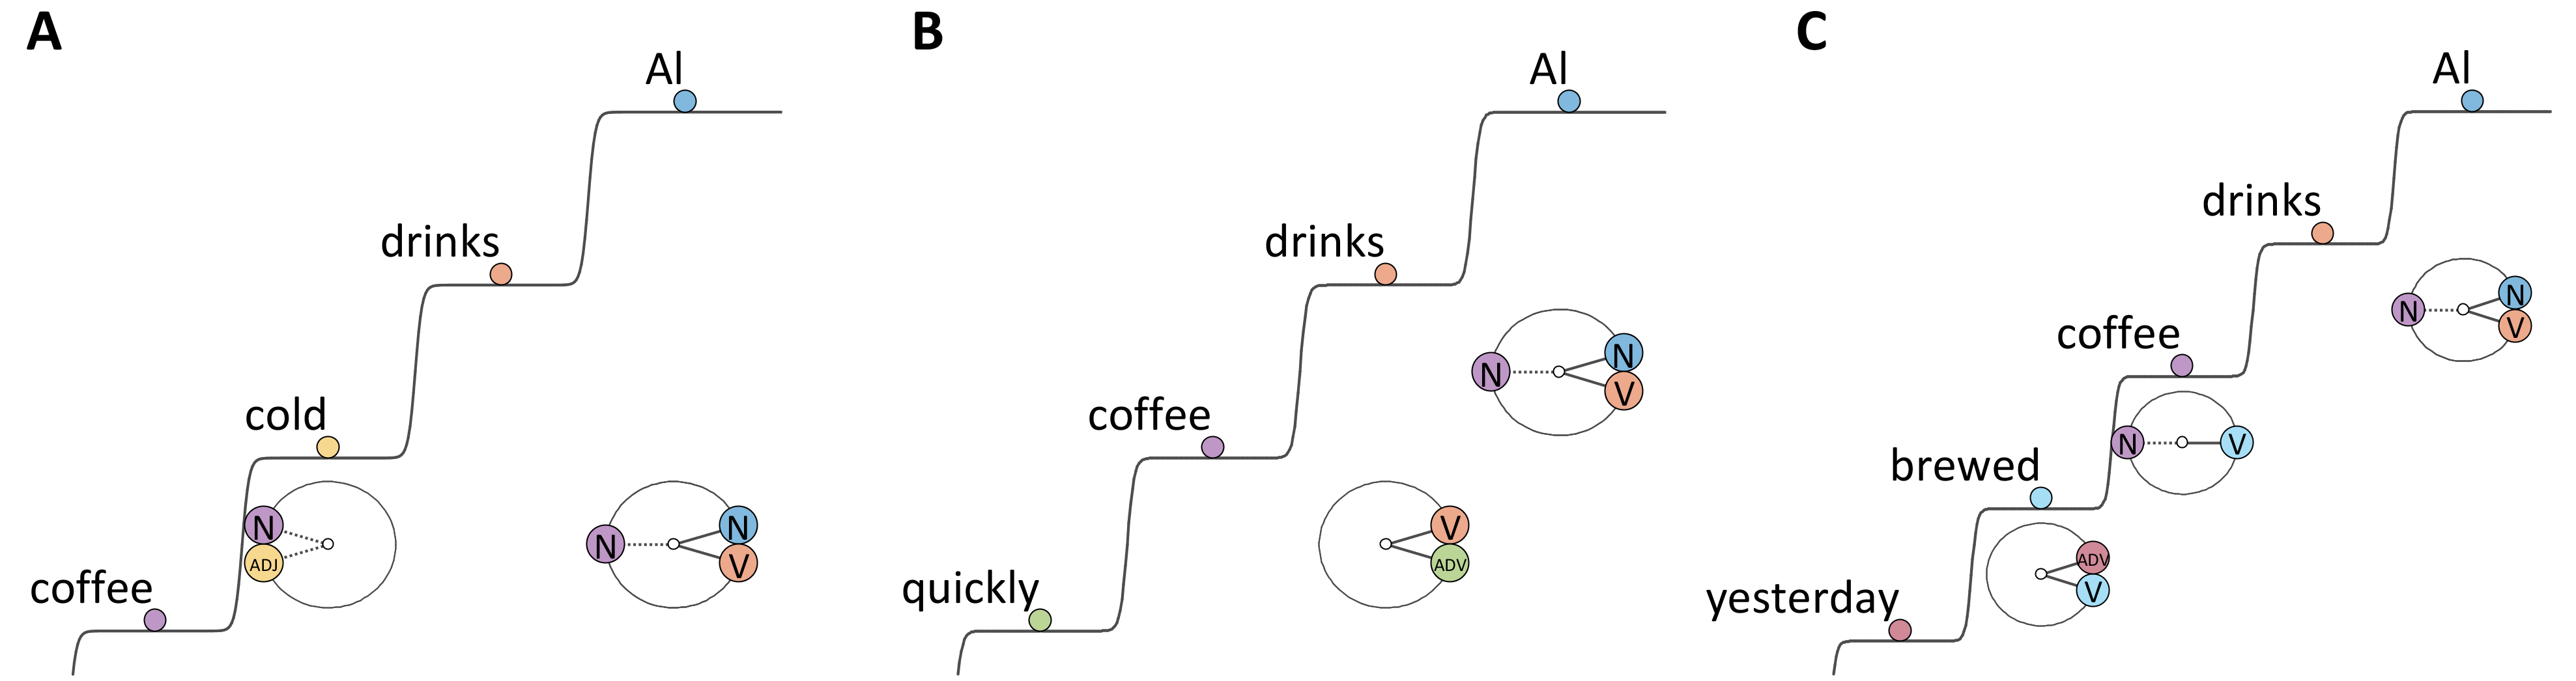 A
Al
drinks
cold
coffee
N
ADJ
N
N
V
B
Al
drinks
coffee
quickly
N
N
V
V
ADV
C
Al
drinks
coffee
brewed
yesterday
N
N
V
N
V
ADV
V